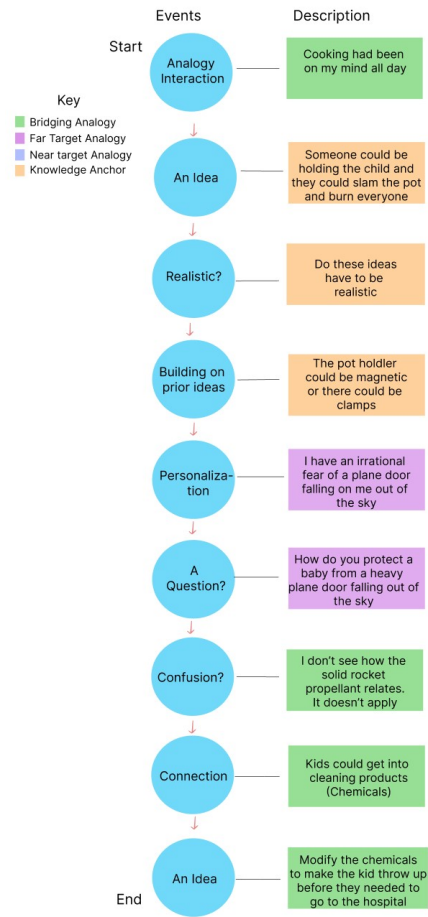 Events
Description
Start
Analogy
Interaction
Cooking had been
on my mind all day
Key
Bridging Analogy
Far Target Analogy
Near target Analogy
Knowledge Anchor
An Idea
Someone could be
holding the child and
they could slam the pot
and burn everyone
Realistic?
Do these ideas
have to be
realistic
Building on
prior ideas
The pot holdler
could be magnetic
or there could be
clamps
Personaliza-
tion
I have an irrational
fear of a plane door
falling on me out of
the sky
A
Question?
How do you protect a
baby from a heavy
plane door falling out of
the sky
Confusion?
I don't see how the
solid rocket
propellant relates.
It doesn't apply
Connection
Kids could get into
cleaning products
(Chemicals)
An Idea
Modify the chemicals
to make the kid throw up
before they needed to
go to the hospital
End